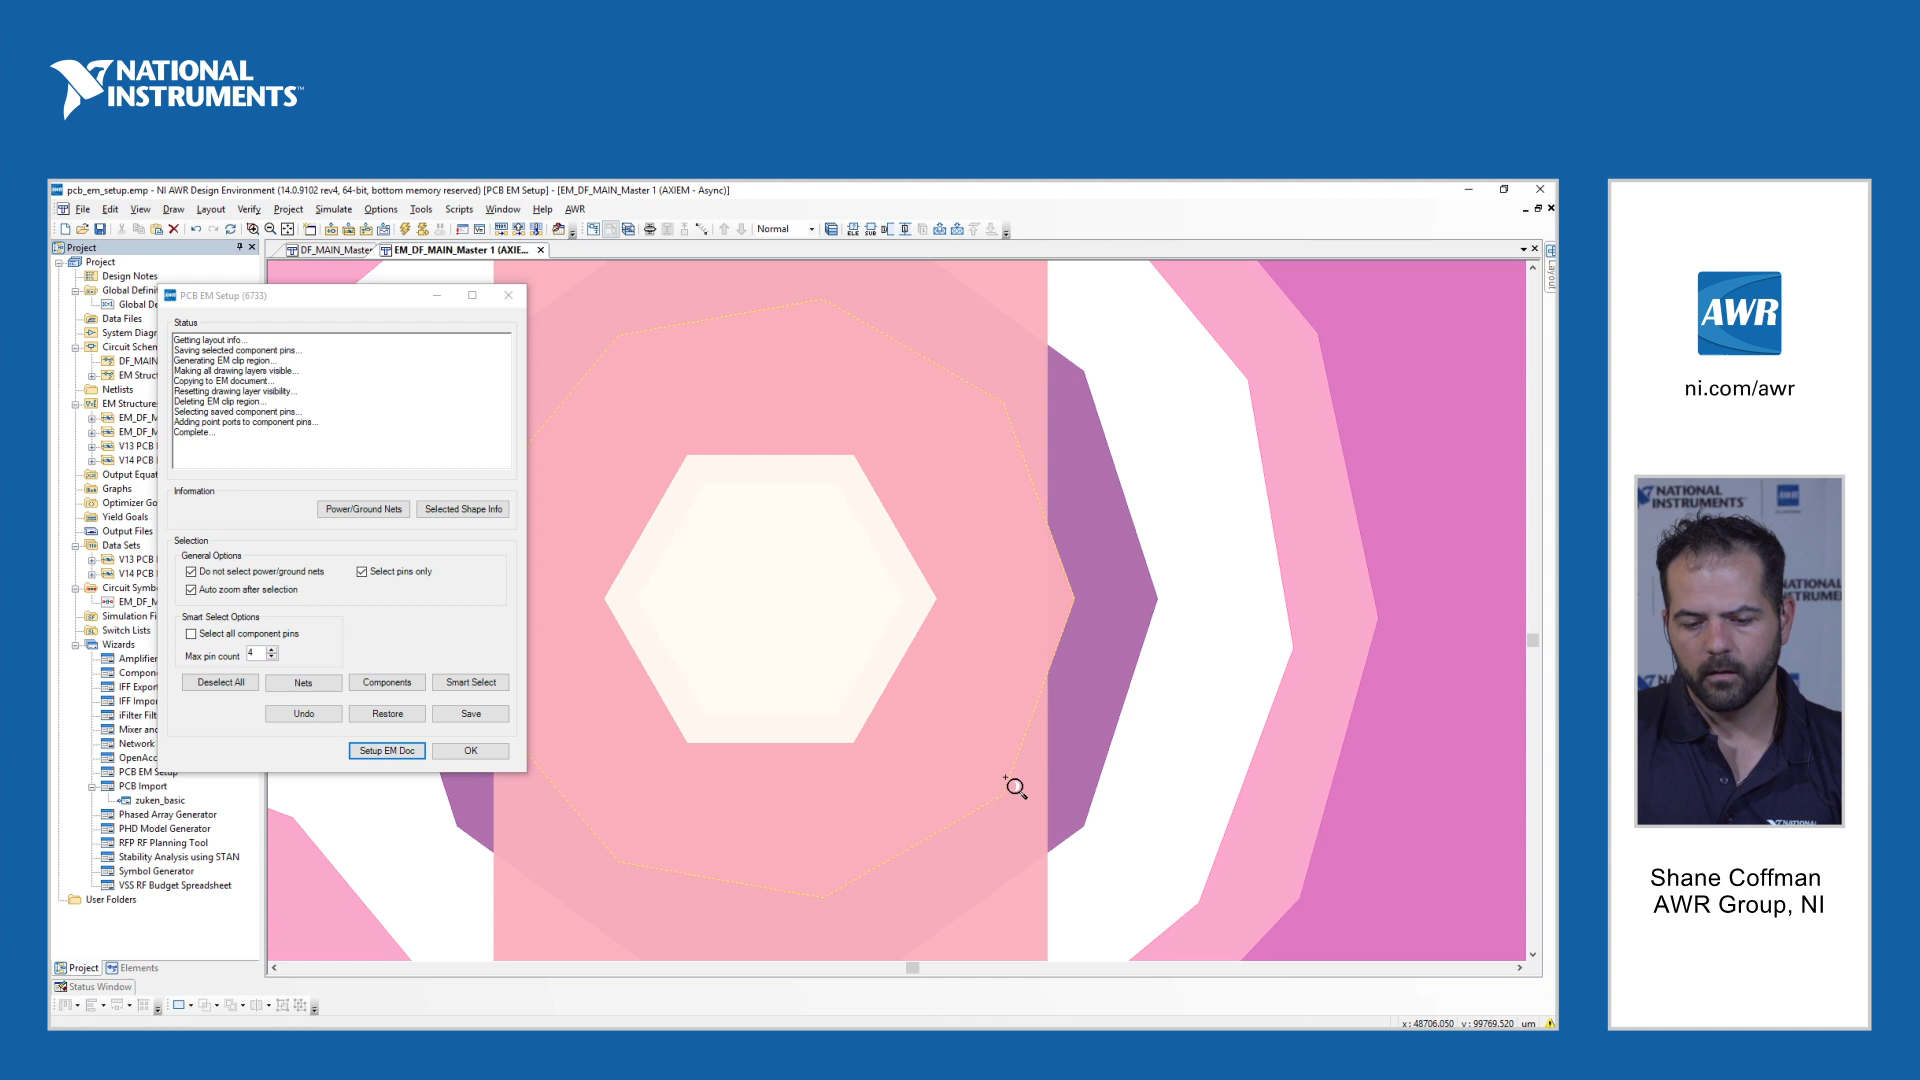 NATIONAL
INSTRUMENTS™
pcb_em_setup.emp - NI AWR Design Environment (14.0.9102 rev4, 64-bit, bottom memory reserved) [PCB EM Setup] - [EM_DF_MAIN_Master 1 (AXIEM - Async)]
File Edit View Draw Layout Verify Project Simulate Options Tools Scripts Window Help AWR
Normal
Project
DF_MAIN_Master
EM_DF_MAIN_Master 1 (AXIE...
Layout
Project
Design Notes
Global Defini
Global De
Data Files
System Diagr
Circuit Schen
DF_MAIN
EM Struc
Netlists
EM Structure
EM_DF_M
EM_DF_M
V13 PCB
V14 PCB
Output Equat
Graphs
Optimizer Go
Yield Goals
Output Files
Data Sets
V13 PCB
V14 PCB
Circuit Symb
EM_DF_M
Simulation Fi
Switch Lists
Wizards
Amplifier
Compon
IFF Expor
IFF Impo
iFilter Filt
Mixer and
Network
OpenAcc
PCB EM Setup
PCB Import
zuken_basic
Phased Array Generator
PHD Model Generator
RFP RF Planning Tool
Stability Analysis using STAN
Symbol Generator
VSS RF Budget Spreadsheet
User Folders
Project Elements
Status Window
PCB EM Setup (6733)
Status
Getting layout info...
Saving selected component pins...
Generating EM clip region...
Making all drawing layers visible...
Copying to EM document...
Resetting drawing layer visibility...
Deleting EM clip region...
Selecting saved component pins...
Adding point ports to component pins...
Complete...
Information
Power/Ground Nets
Selected Shape Info
Selection
General Options
Do not select power/ground nets
Select pins only
Auto zoom after selection
Smart Select Options
Select all component pins
Max pin count 4
Deselect All
Nets
Components
Smart Select
Undo
Restore
Save
Setup EM Doc
OK
x: 48706.050 y: 99769.520 um
AWR
ni.com/awr
NATIONAL
INSTRUMENTS
Shane Coffman
AWR Group, NI